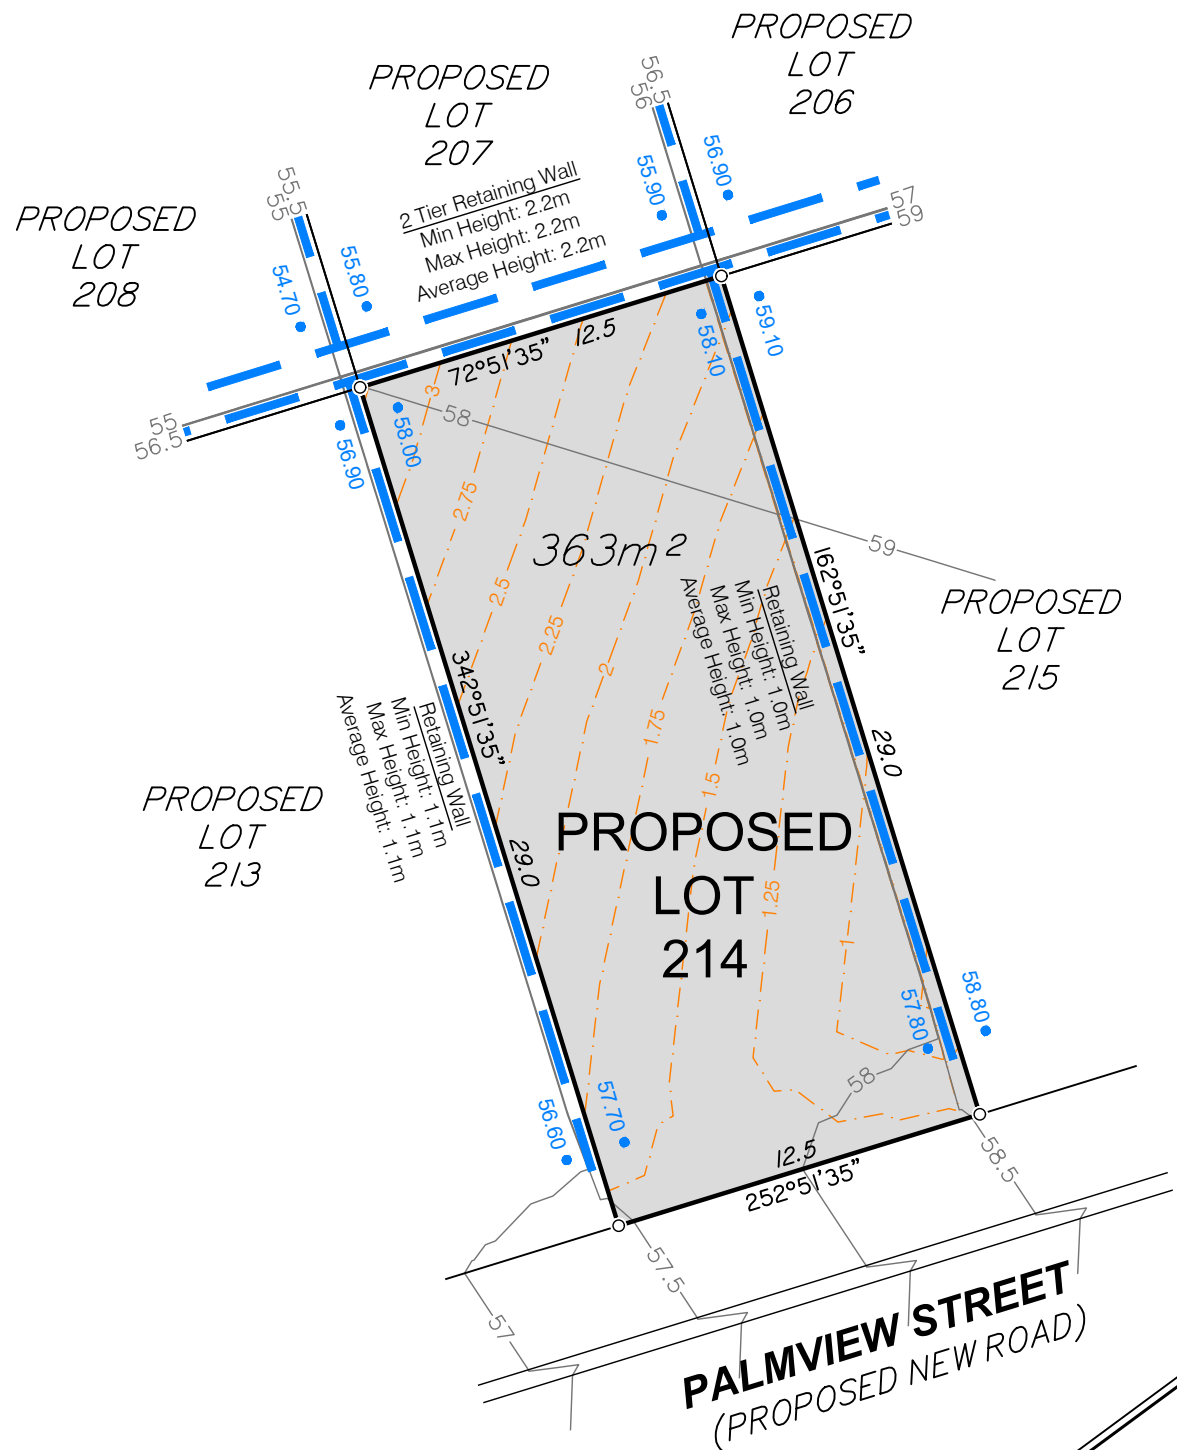 PROPOSED
LOT
206
PROPOSED
LOT
207
PROPOSED
LOT
208
56.5
56
55.90
56.90
57
59
2 Tier Retaining Wall
Min Height: 2.2m
Max Height: 2.2m
Average Height: 2.2m
55.5
55
54.70
55.80
55
56.5
72°51'35"
12.5
58.10
59.10
56.90
58.00
58
59
3
2.75
2.5
2.25
2
1.75
1.5
1.25
1
363m²
162°51'35"
29.0
Retaining Wall
Min Height: 1.0m
Max Height: 1.0m
Average Height: 1.0m
PROPOSED
LOT
215
342°51'35"
29.0
Retaining Wall
Min Height: 1.1m
Max Height: 1.1m
Average Height: 1.1m
PROPOSED
LOT
213
PROPOSED
LOT
214
57.80
58.80
58
56.60
57.70
12.5
252°51'35"
58.5
57.5
57
PALMVIEW STREET
(PROPOSED NEW ROAD)